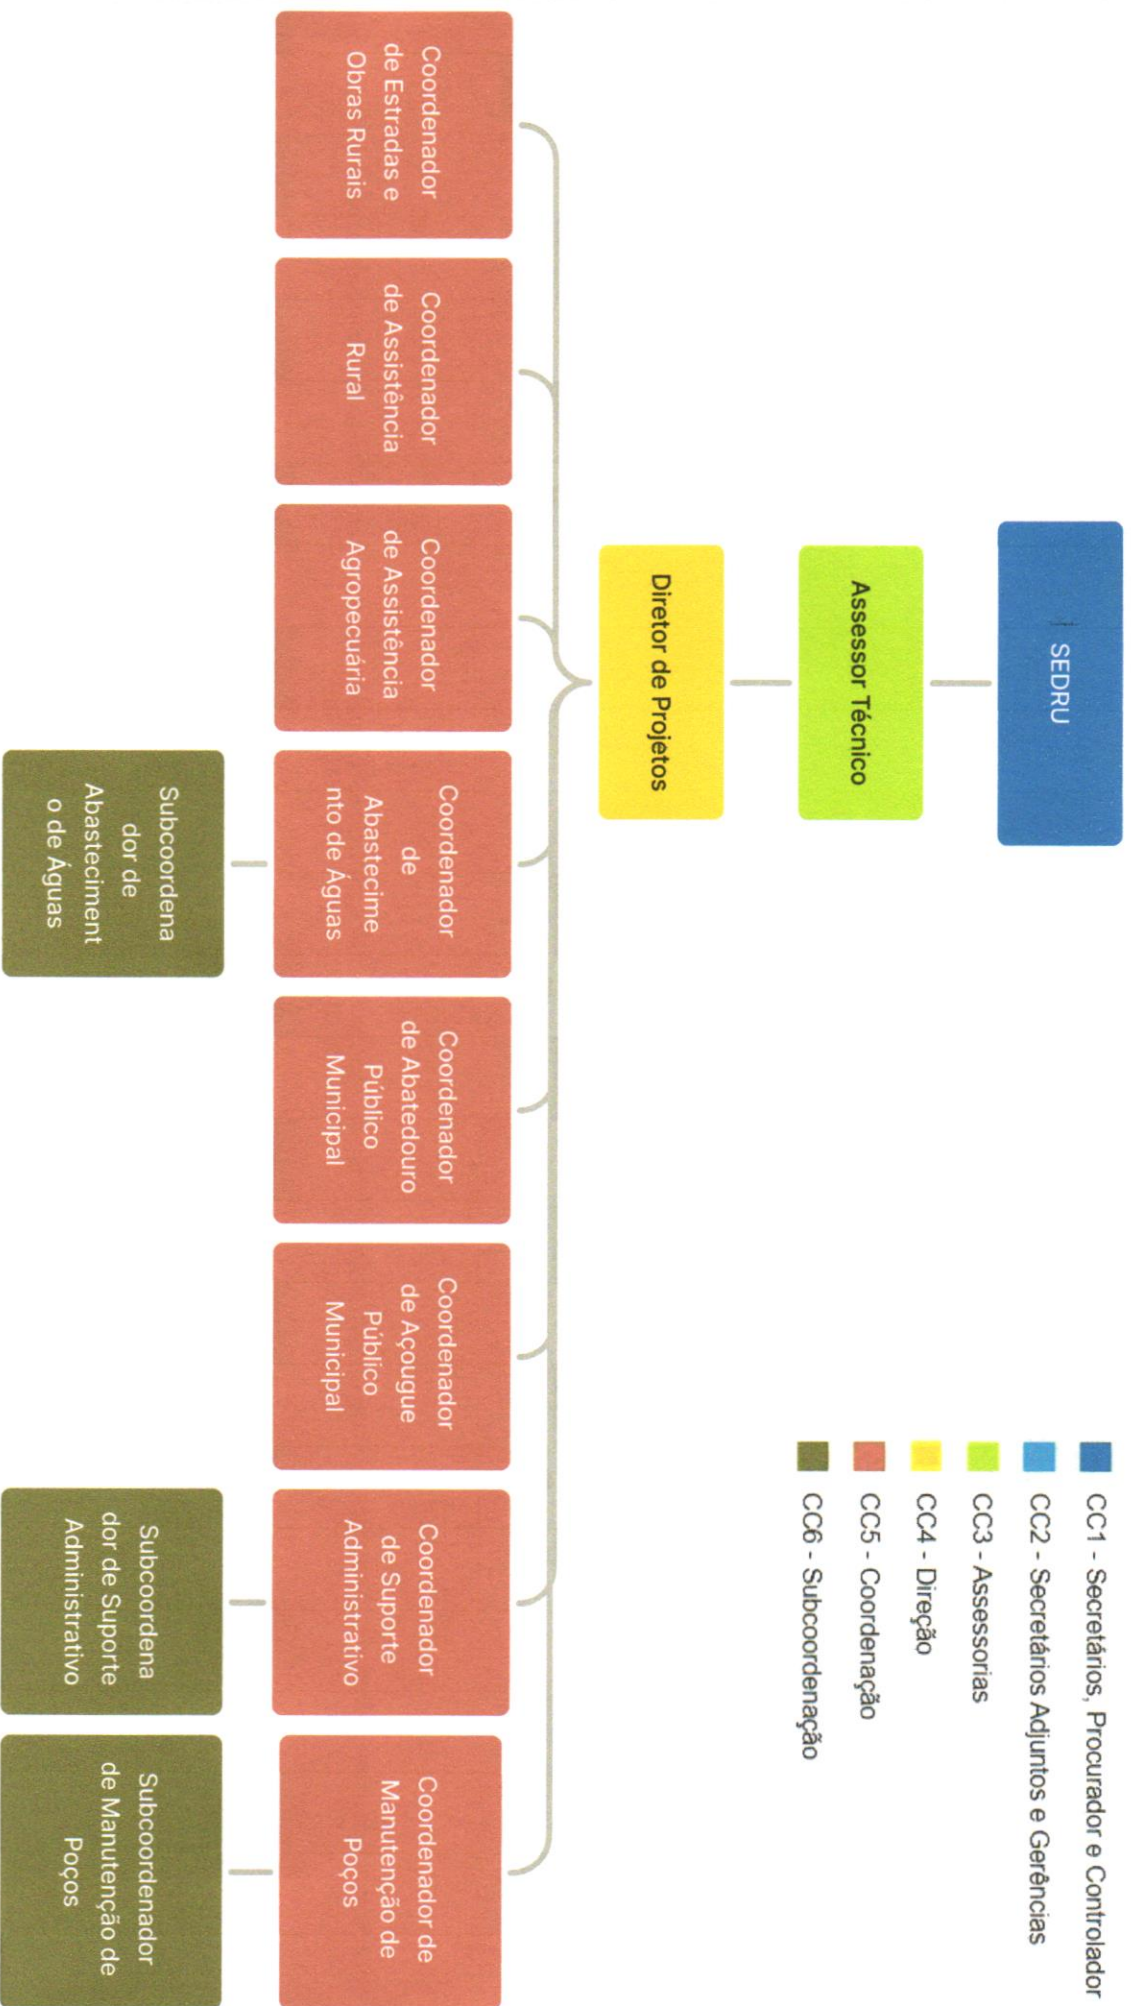 SEDRU
Assessor Técnico
Diretor de Projetos
CC1 - Secretários, Procurador e Controlador
CC2 - Secretários Adjuntos e Gerências
CC3 - Assessorias
CC4 - Direção
CC5 - Coordenação
CC6 - Subcoordenação
Coordenador
de Estradas e
Obras Rurais
Coordenador
de Assistência
Rural
Coordenador
de Assistência
Agropecuária
Coordenador
de
Abastecime
nto de Águas
Coordenador
de Abatedouro
Público
Municipal
Coordenador
de Açougue
Público
Municipal
Coordenador
de Suporte
Administrativo
Coordenador de
Manutenção de
Poços
Subcoordena
dor de
Abasteciment
o de Águas
Subcoordena
dor de Suporte
Administrativo
Subcoordenador
de Manutenção de
Poços